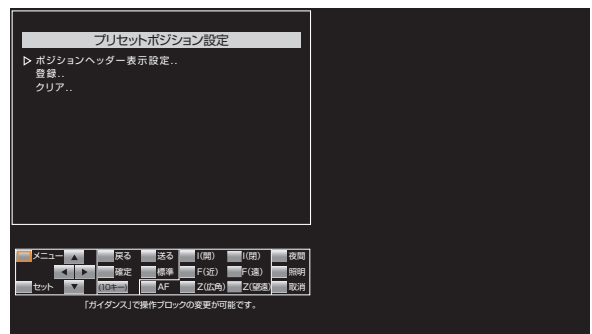 プリセットポジション設定
ポジションヘッダー表示設定..
登録..
クリア..
メニュー ▲ 戻る 送る I(開) I(閉) 夜間
◀ ▶ 確定 標準 F(近) F(遠) 照明
セット ▼ (10キー) AF Z(広角) Z(望遠) 取消
「ガイダンス」で操作ブロックの変更が可能です。